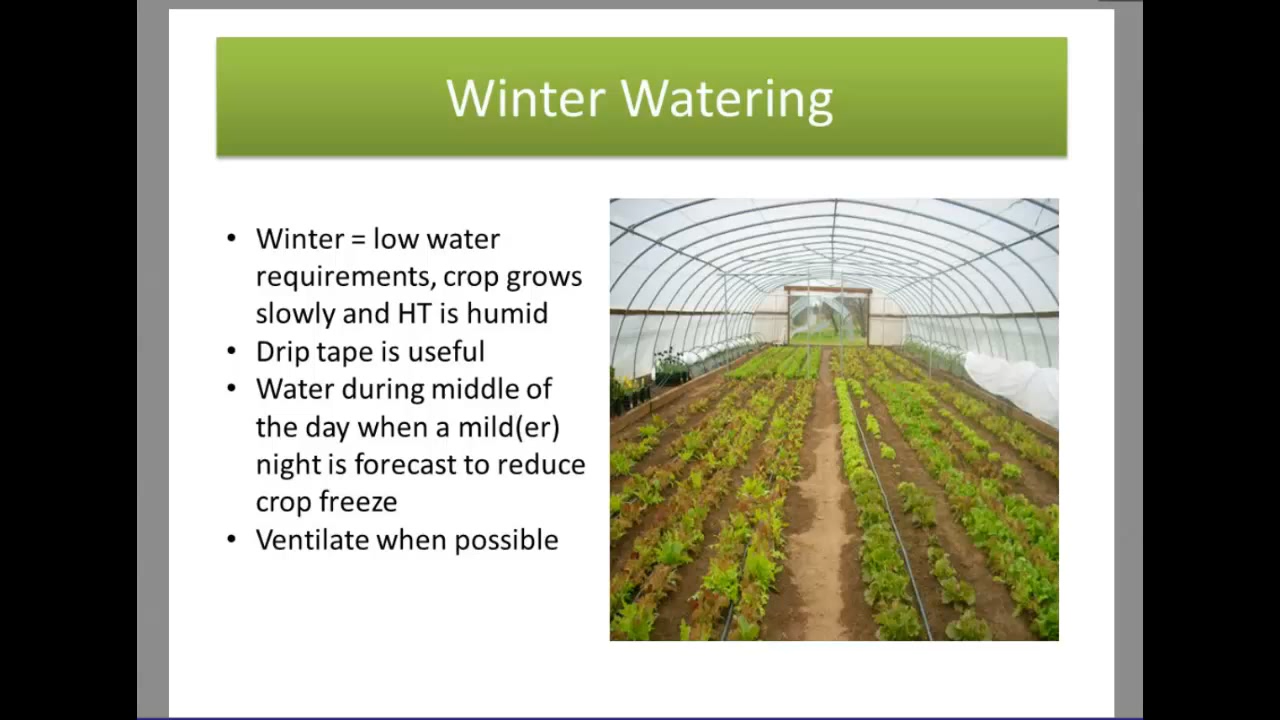 Winter Watering
• Winter = low water
requirements, crop grows
slowly and HT is humid
• Drip tape is useful
• Water during middle of
the day when a mild(er)
night is forecast to reduce
crop freeze
• Ventilate when possible